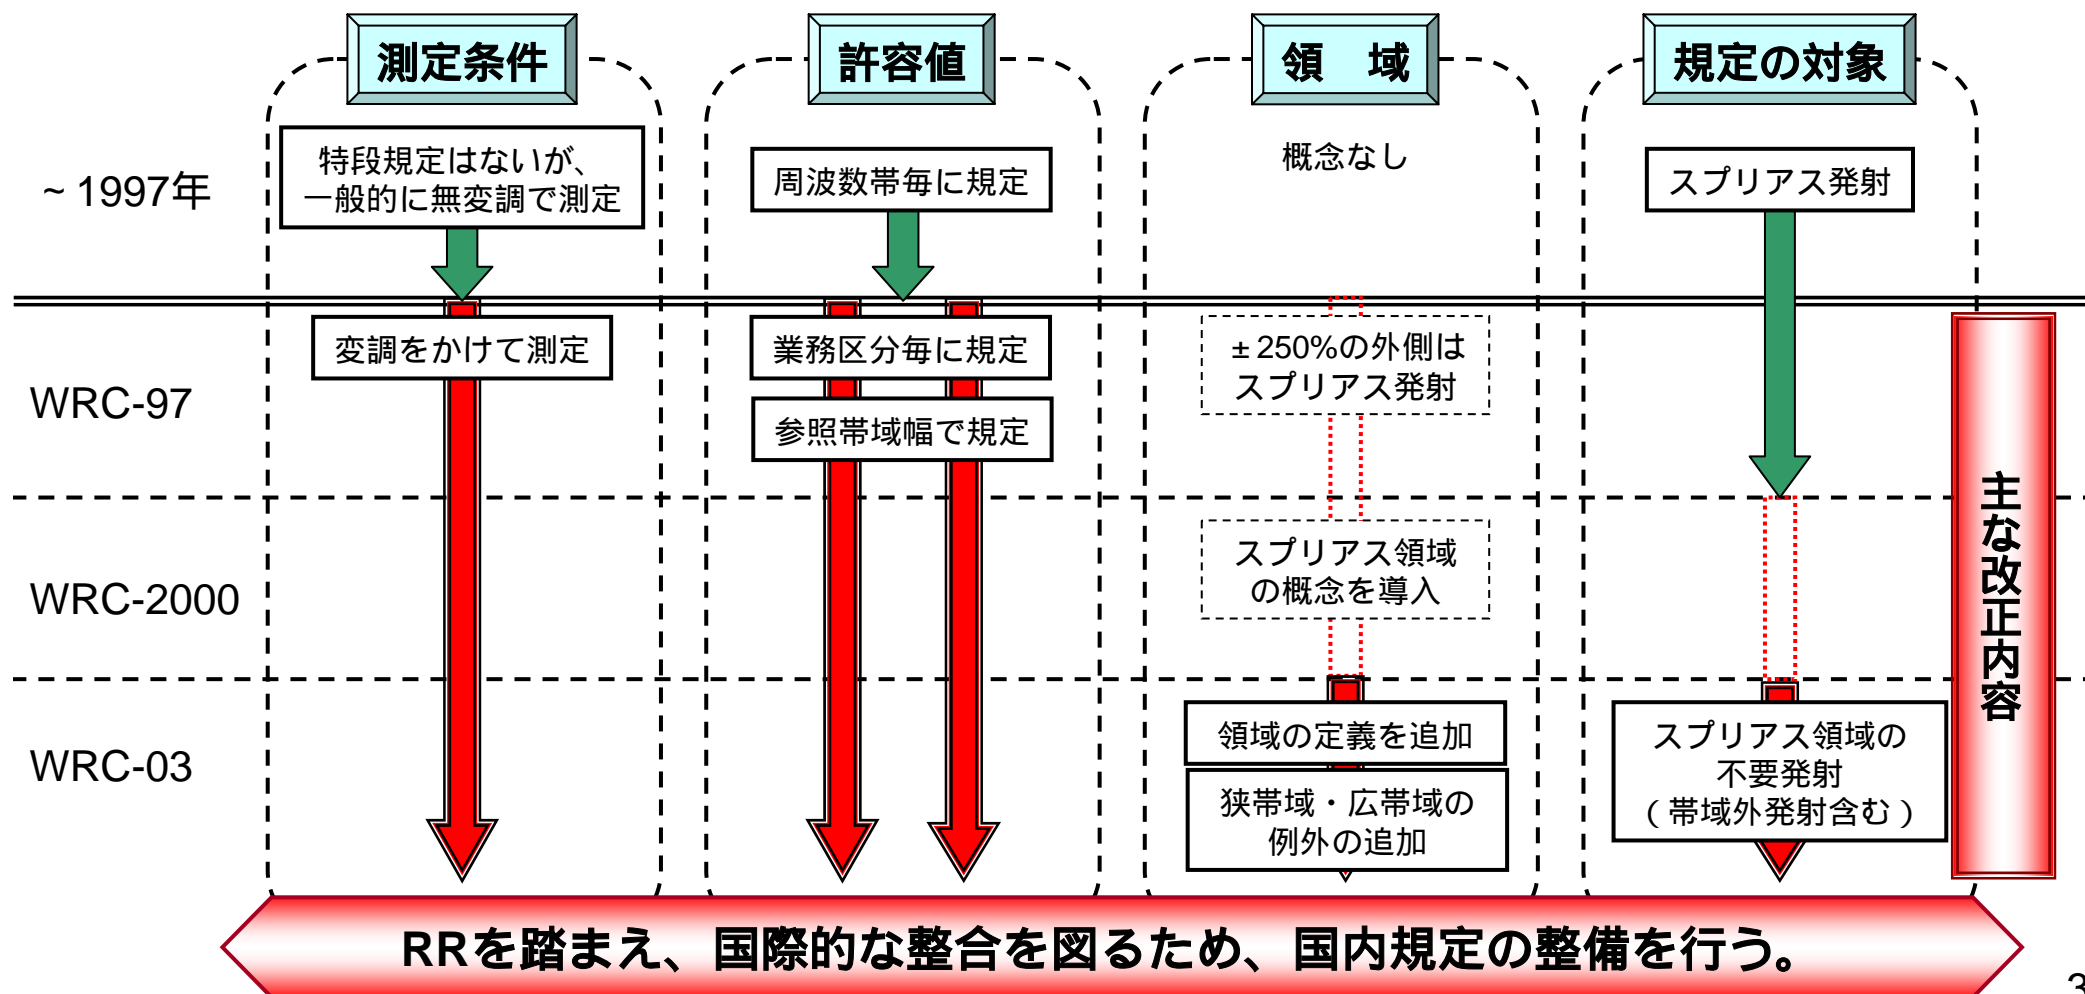 測定条件
許容値
領　域
規定の対象
~ 1997年
特段規定はないが、
一般的に無変調で測定
周波数帯毎に規定
概念なし
スプリアス発射
WRC-97
変調をかけて測定
業務区分毎に規定
参照帯域幅で規定
± 250%の外側は
スプリアス発射
WRC-2000
スプリアス領域
の概念を導入
WRC-03
領域の定義を追加
狭帯域・広帯域の
例外の追加
スプリアス領域の
不要発射
（帯域外発射含む）
主な改正内容
RRを踏まえ、国際的な整合を図るため、国内規定の整備を行う。
3